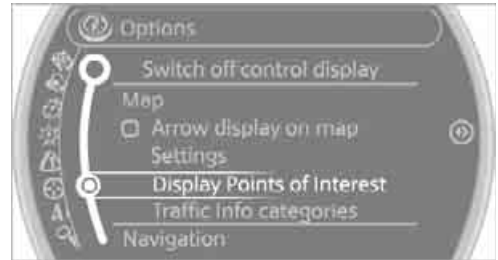 Options
Switch off control display
Map
Arrow display on map
Settings
Display Points of Interest
Traffic Info categories
Navigation